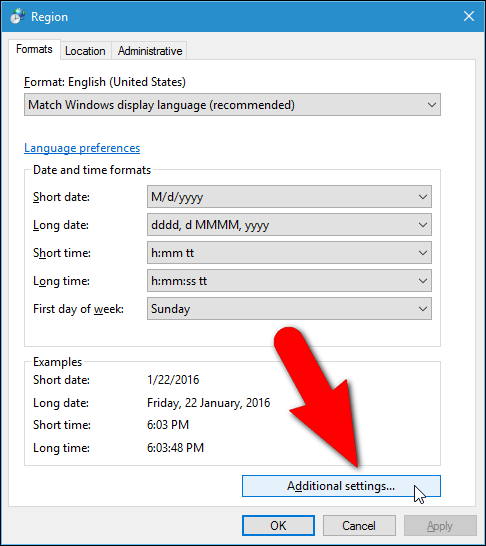 Region
Formats Location Administrative
Format: English (United States)
Match Windows display language (recommended)
Language preferences
Date and time formats
Short date: M/d/yyyy
Long date: dddd, d MMMM, yyyy
Short time: h:mm tt
Long time: h:mm:ss tt
First day of week: Sunday
Examples
Short date: 1/22/2016
Long date: Friday, 22 January, 2016
Short time: 6:03 PM
Long time: 6:03:48 PM
Additional settings...
OK Cancel Apply